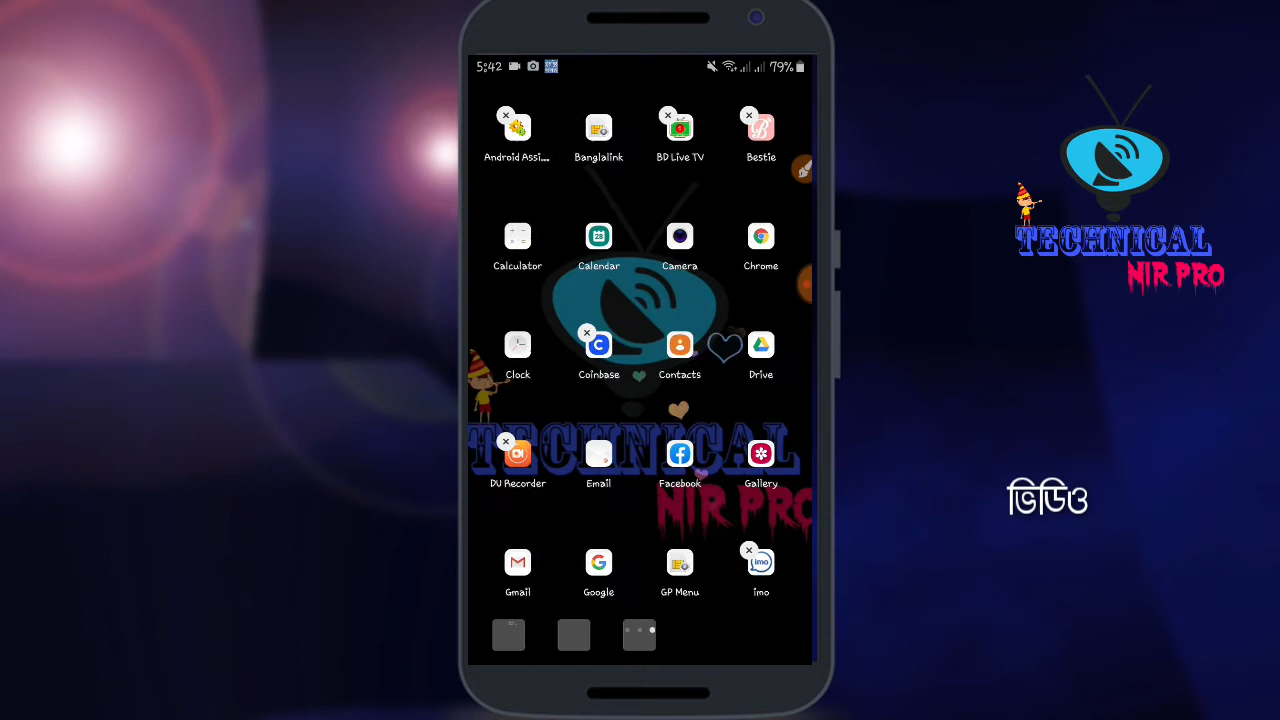 5:42 79%
Android Assi... Banglalink BD Live TV Bestie
Calculator Calendar Camera Chrome
Clock Coinbase Contacts Drive
DU Recorder Email Facebook Gallery
Gmail Google GP Menu imo
TECHNICAL
NIR PRO
TECHNICAL
NIR PRO
ভিডিও